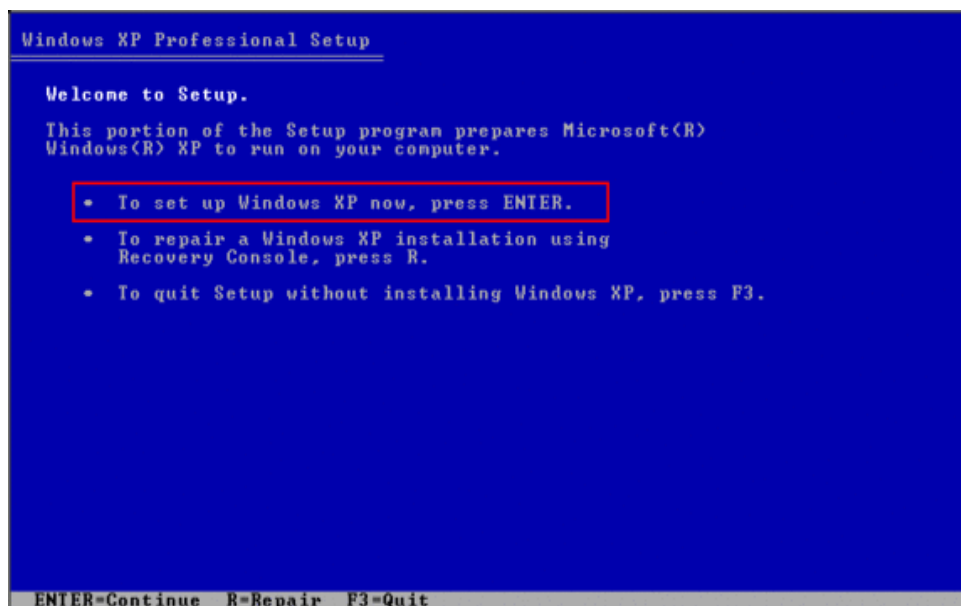 Windows XP Professional Setup
Welcome to Setup.
This portion of the Setup program prepares Microsoft(R)
Windows(R) XP to run on your computer.
• To set up Windows XP now, press ENTER.
• To repair a Windows XP installation using
Recovery Console, press R.
• To quit Setup without installing Windows XP, press F3.
ENTER=Continue R=Repair F3=Quit